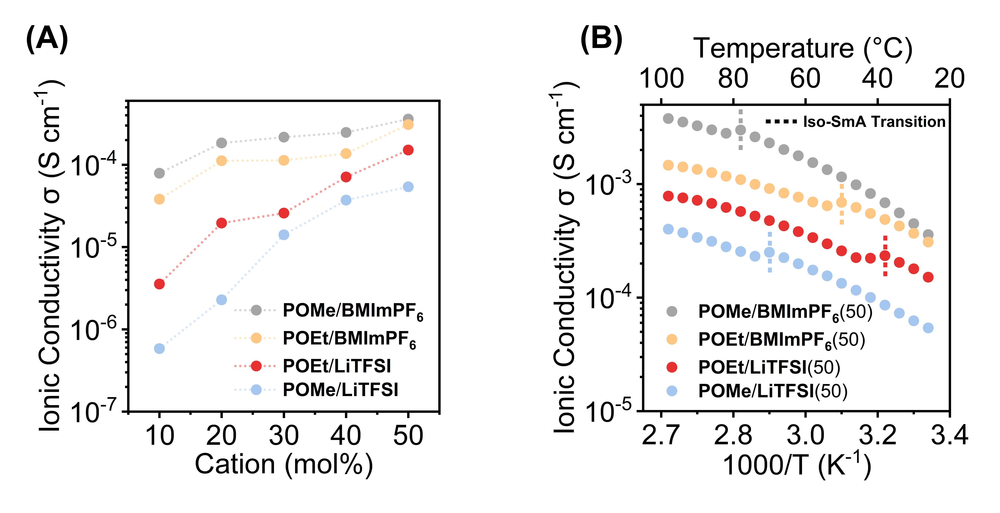 (A)
Ionic Conductivity σ (S cm⁻¹)
10⁻⁴
10⁻⁵
10⁻⁶
10⁻⁷
POMe/BMImPF₆
POEt/BMImPF₆
POEt/LiTFSI
POMe/LiTFSI
10 20 30 40 50
Cation (mol%)
(B)
Temperature (°C)
100 80 60 40 20
Ionic Conductivity σ (S cm⁻¹)
Iso-SmA Transition
10⁻³
10⁻⁴
10⁻⁵
POMe/BMImPF₆(50)
POEt/BMImPF₆(50)
POEt/LiTFSI(50)
POMe/LiTFSI(50)
2.7 2.8 3.0 3.2 3.4
1000/T (K⁻¹)